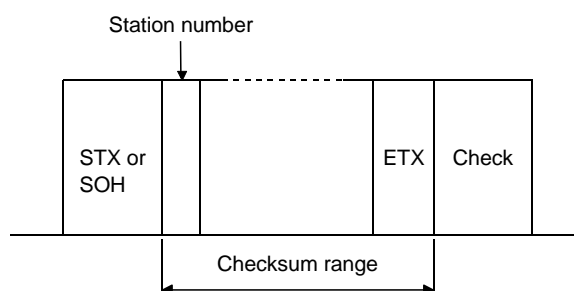 Station number
STX or
SOH
ETX
Check
Checksum range